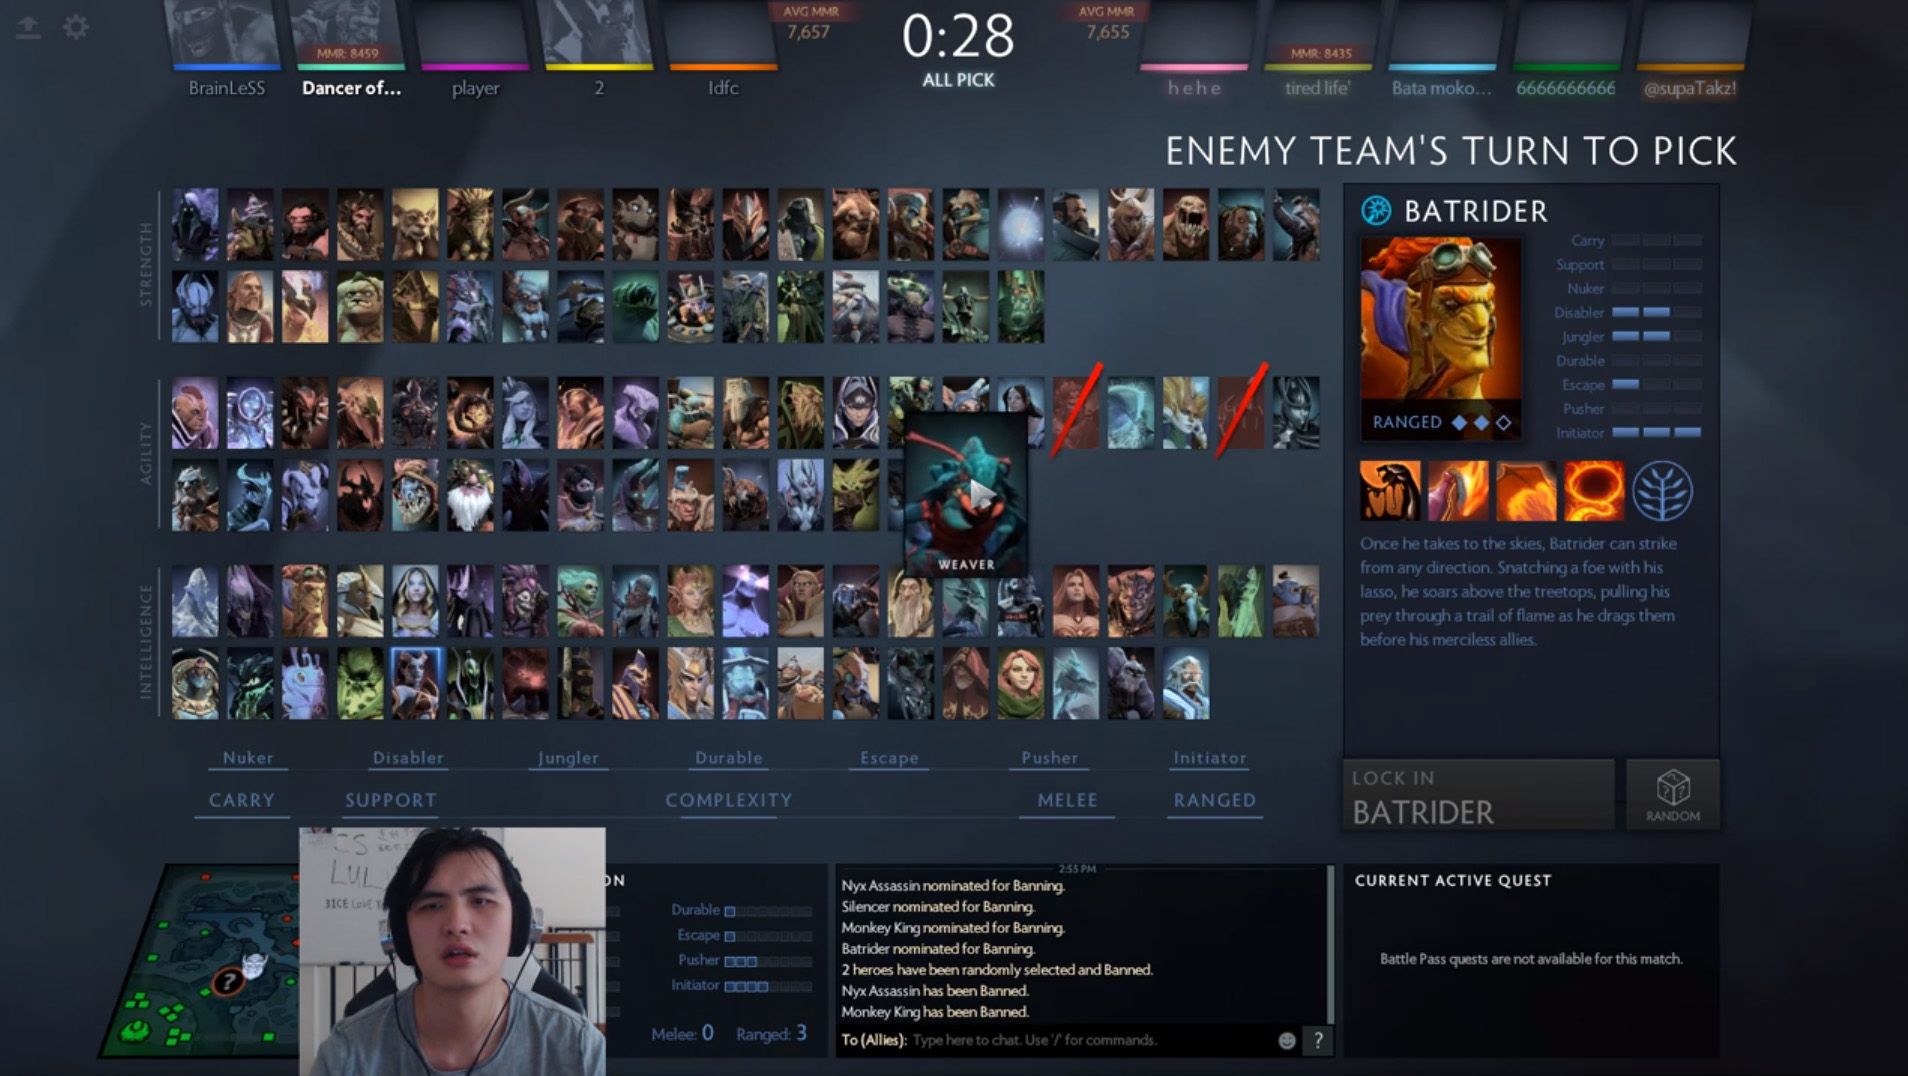 AVG MMR
7,657
0:28
ALL PICK
AVG MMR
7,655
MMR: 8459
MMR: 8435
BrainLeSS
Dancer of...
player
2
Idfc
h e h e
tired life'
Bata moko...
6666666666
@supaTakz!
ENEMY TEAM'S TURN TO PICK
STRENGTH
AGILITY
INTELLIGENCE
WEAVER
BATRIDER
Carry
Support
Nuker
Disabler
Jungler
Durable
Escape
Pusher
Initiator
RANGED
Once he takes to the skies, Batrider can strike
from any direction. Snatching a foe with his
lasso, he soars above the treetops, pulling his
prey through a trail of flame as he drags them
before his merciless allies.
Nuker
Disabler
Jungler
Durable
Escape
Pusher
Initiator
CARRY
SUPPORT
COMPLEXITY
MELEE
RANGED
LOCK IN
BATRIDER
RANDOM
CS
LUL
ON
Durable
Escape
Pusher
Initiator
Melee: 0
Ranged: 3
?
2:55 PM
Nyx Assassin nominated for Banning.
Silencer nominated for Banning.
Monkey King nominated for Banning.
Batrider nominated for Banning.
2 heroes have been randomly selected and Banned.
Nyx Assassin has been Banned.
Monkey King has been Banned.
To (Allies): Type here to chat. Use '/' for commands.
?
CURRENT ACTIVE QUEST
Battle Pass quests are not available for this match.